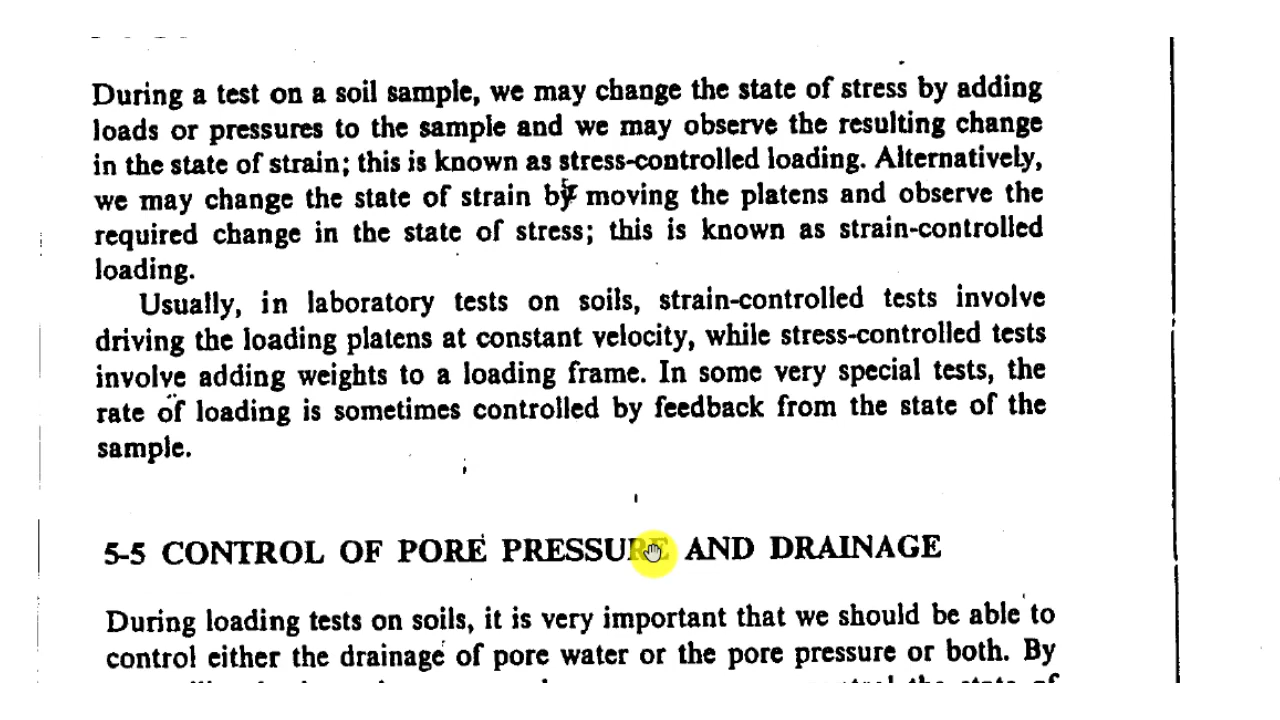 During a test on a soil sample, we may change the state of stress by adding
loads or pressures to the sample and we may observe the resulting change
in the state of strain; this is known as stress-controlled loading. Alternatively,
we may change the state of strain by moving the platens and observe the
required change in the state of stress; this is known as strain-controlled
loading.
Usually, in laboratory tests on soils, strain-controlled tests involve
driving the loading platens at constant velocity, while stress-controlled tests
involve adding weights to a loading frame. In some very special tests, the
rate of loading is sometimes controlled by feedback from the state of the
sample.
5-5 CONTROL OF PORE PRESSURE AND DRAINAGE
During loading tests on soils, it is very important that we should be able to
control either the drainage of pore water or the pore pressure or both. By
the state of